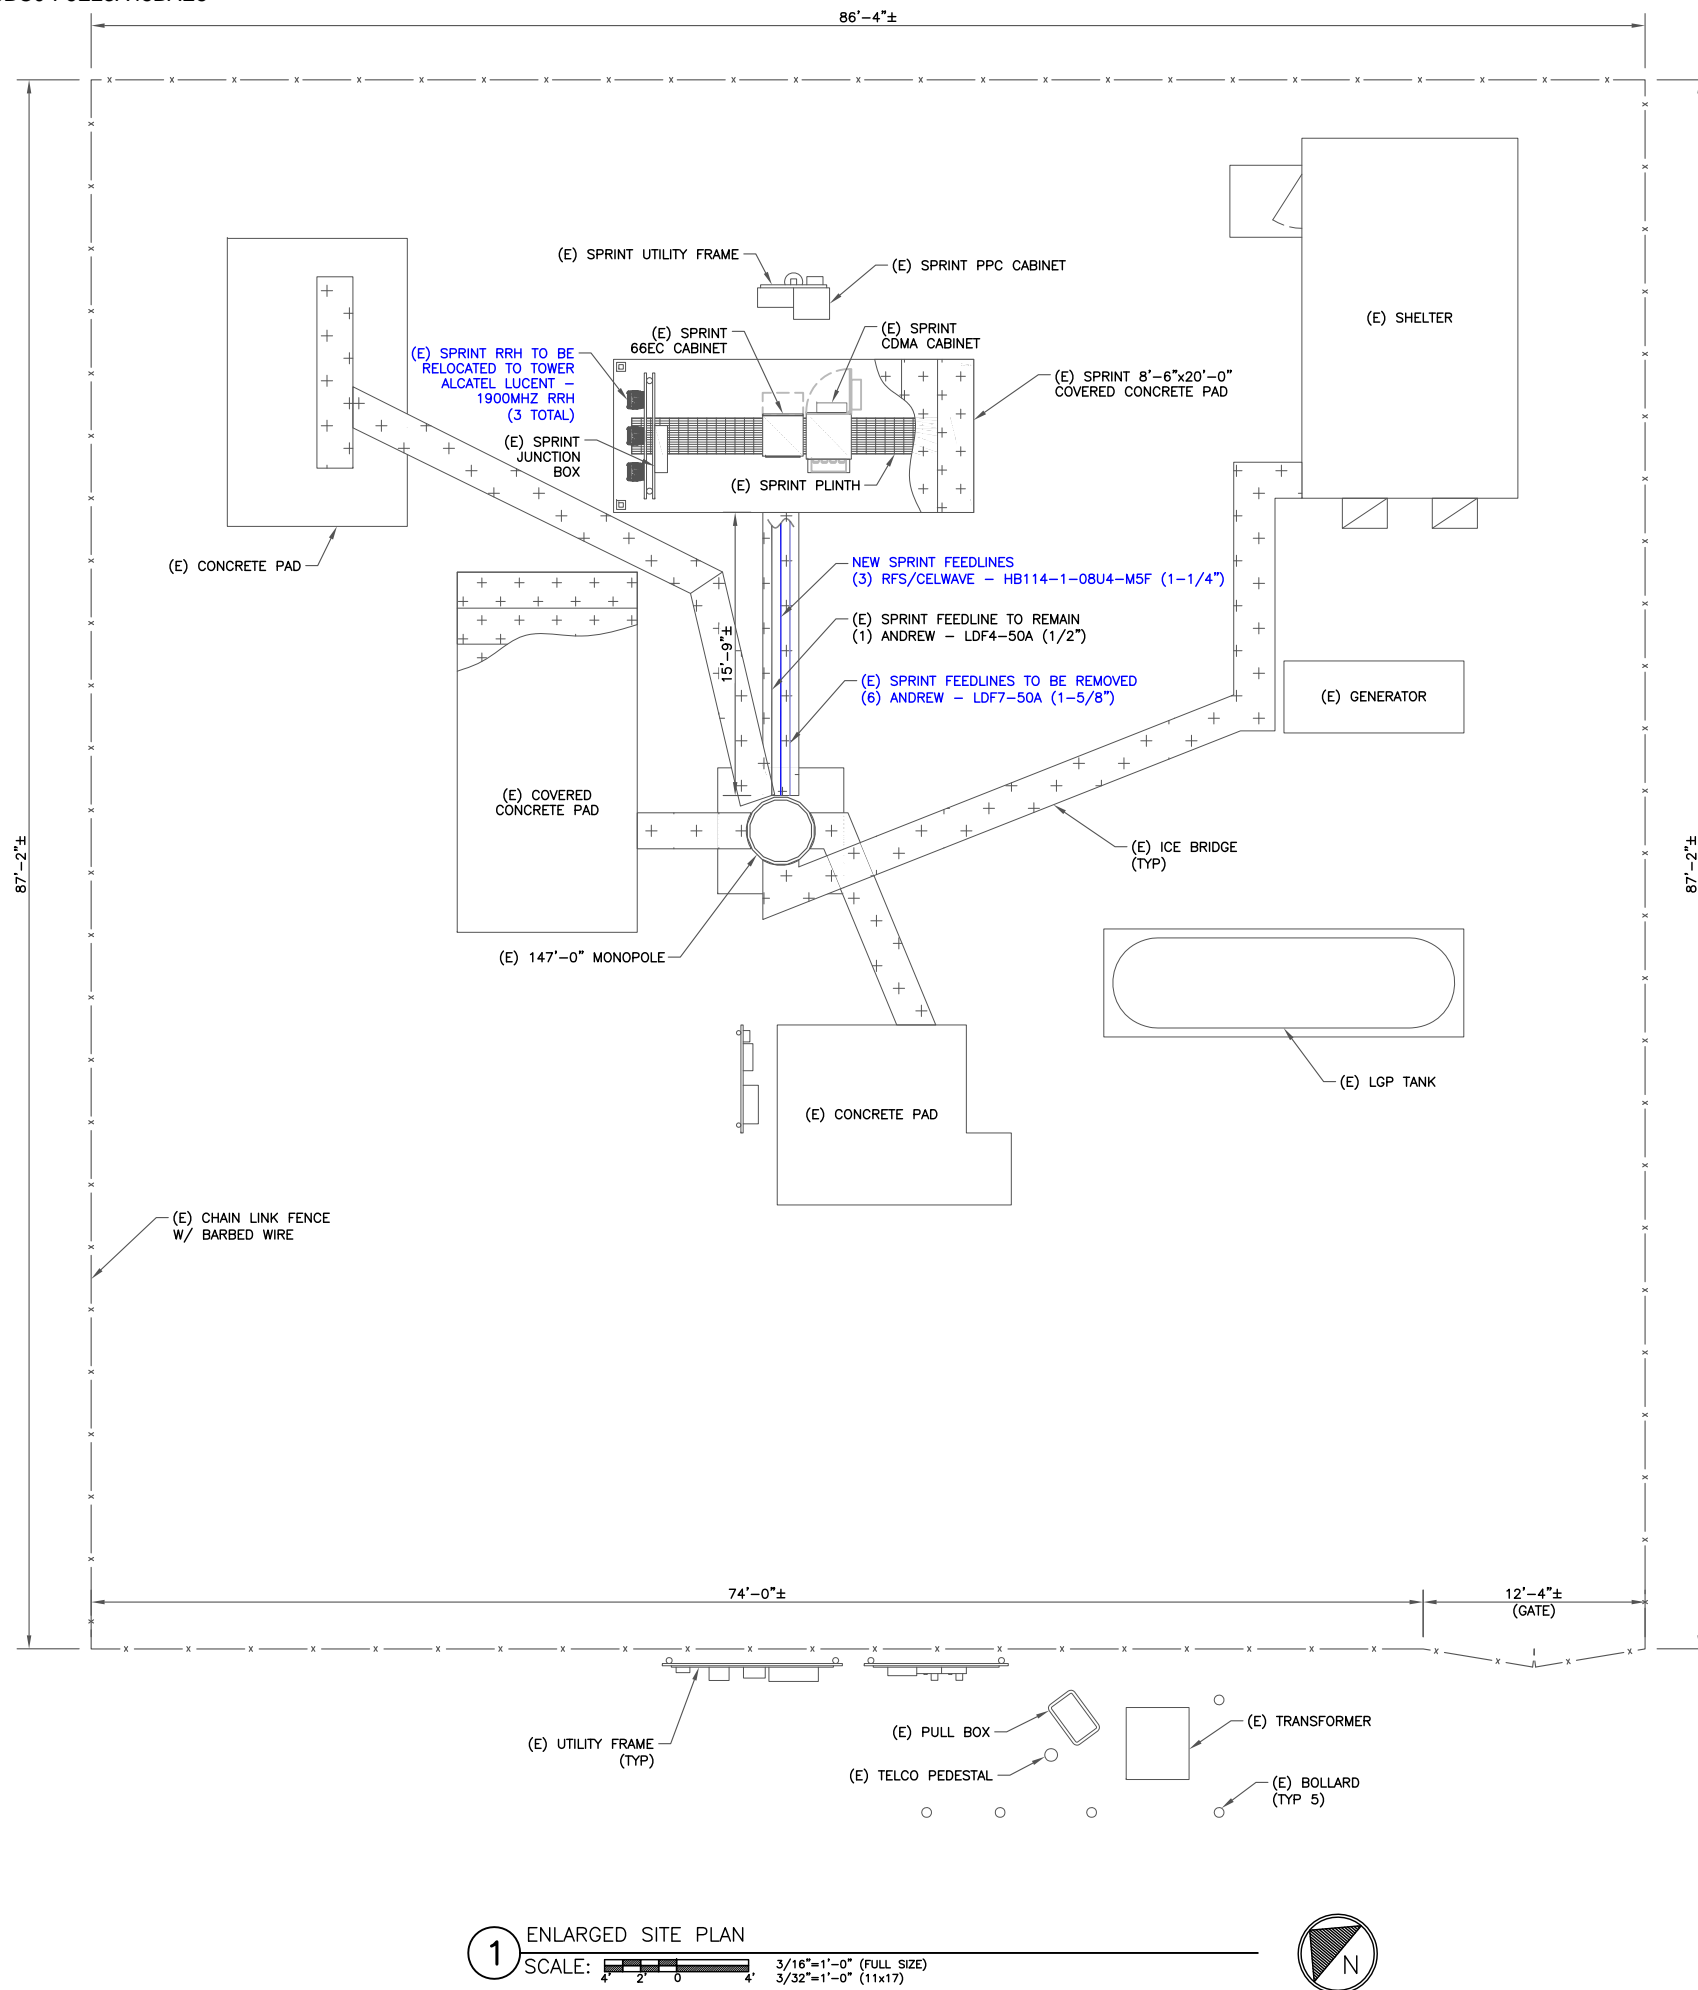 86'-4"±
(E) SPRINT UTILITY FRAME
(E) SPRINT PPC CABINET
(E) SPRINT
66EC CABINET
(E) SPRINT
CDMA CABINET
(E) SHELTER
(E) SPRINT RRH TO BE
RELOCATED TO TOWER
ALCATEL LUCENT –
1900MHZ RRH
(3 TOTAL)
(E) SPRINT 8'-6"x20'-0"
COVERED CONCRETE PAD
(E) SPRINT
JUNCTION
BOX
(E) SPRINT PLINTH
(E) CONCRETE PAD
NEW SPRINT FEEDLINES
(3) RFS/CELWAVE – HB114-1-08U4-M5F (1-1/4")
(E) SPRINT FEEDLINE TO REMAIN
(1) ANDREW – LDF4-50A (1/2")
15'-9"±
(E) SPRINT FEEDLINES TO BE REMOVED
(6) ANDREW – LDF7-50A (1-5/8")
(E) GENERATOR
(E) COVERED
CONCRETE PAD
(E) ICE BRIDGE
(TYP)
87'-2"±
87'-2"±
(E) 147'-0" MONOPOLE
(E) LGP TANK
(E) CONCRETE PAD
(E) CHAIN LINK FENCE
W/ BARBED WIRE
74'-0"±
12'-4"±
(GATE)
(E) UTILITY FRAME
(TYP)
(E) PULL BOX
(E) TRANSFORMER
(E) TELCO PEDESTAL
(E) BOLLARD
(TYP 5)
1
ENLARGED SITE PLAN
SCALE:
4' 2' 0 4'
3/16"=1'-0" (FULL SIZE)
3/32"=1'-0" (11x17)
N